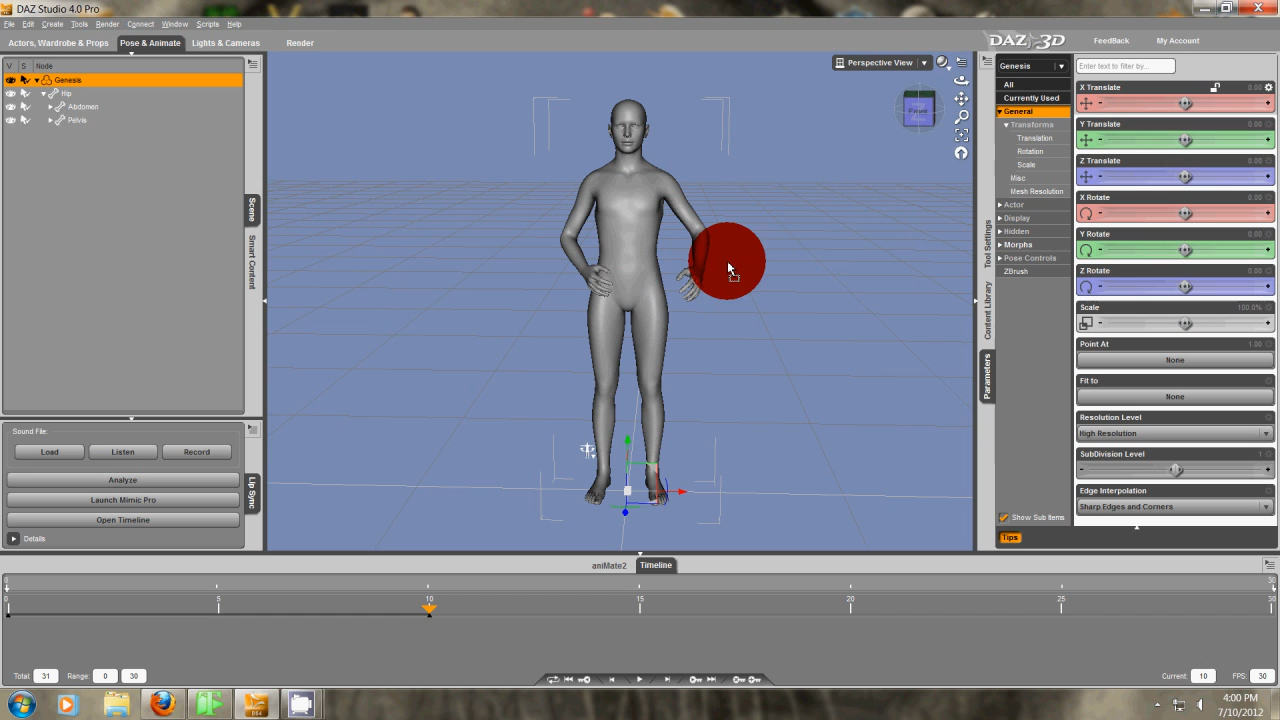 DAZ Studio 4.0 Pro
File Edit Create Tools Render Connect Window Scripts Help
Actors, Wardrobe & Props Pose & Animate Lights & Cameras Render
DAZ 3D FeedBack My Account
V S Node
Genesis
Hip
Abdomen
Pelvis
Scene
Smart Content
Sound File:
Load Listen Record
Analyze
Launch Mimic Pro
Open Timeline
Details
Lip Sync
Perspective View
Tool Settings
Content Library
Parameters
Genesis
All
Currently Used
General
Transforms
Translation
Rotation
Scale
Misc
Mesh Resolution
Actor
Display
Hidden
Morphs
Pose Controls
ZBrush
Show Sub Items
Tips
Enter text to filter by...
X Translate 0.00
Y Translate 0.00
Z Translate 0.00
X Rotate 0.00
Y Rotate 0.00
Z Rotate 0.00
Scale 100.0%
Point At 1.00
None
Fit to
None
Resolution Level
High Resolution
SubDivision Level 1
Edge Interpolation
Sharp Edges and Corners
aniMate2 Timeline
0 30
0 5 10 15 20 25 30
Total: 31 Range: 0 30 Current: 10 FPS: 30
4:00 PM
7/10/2012